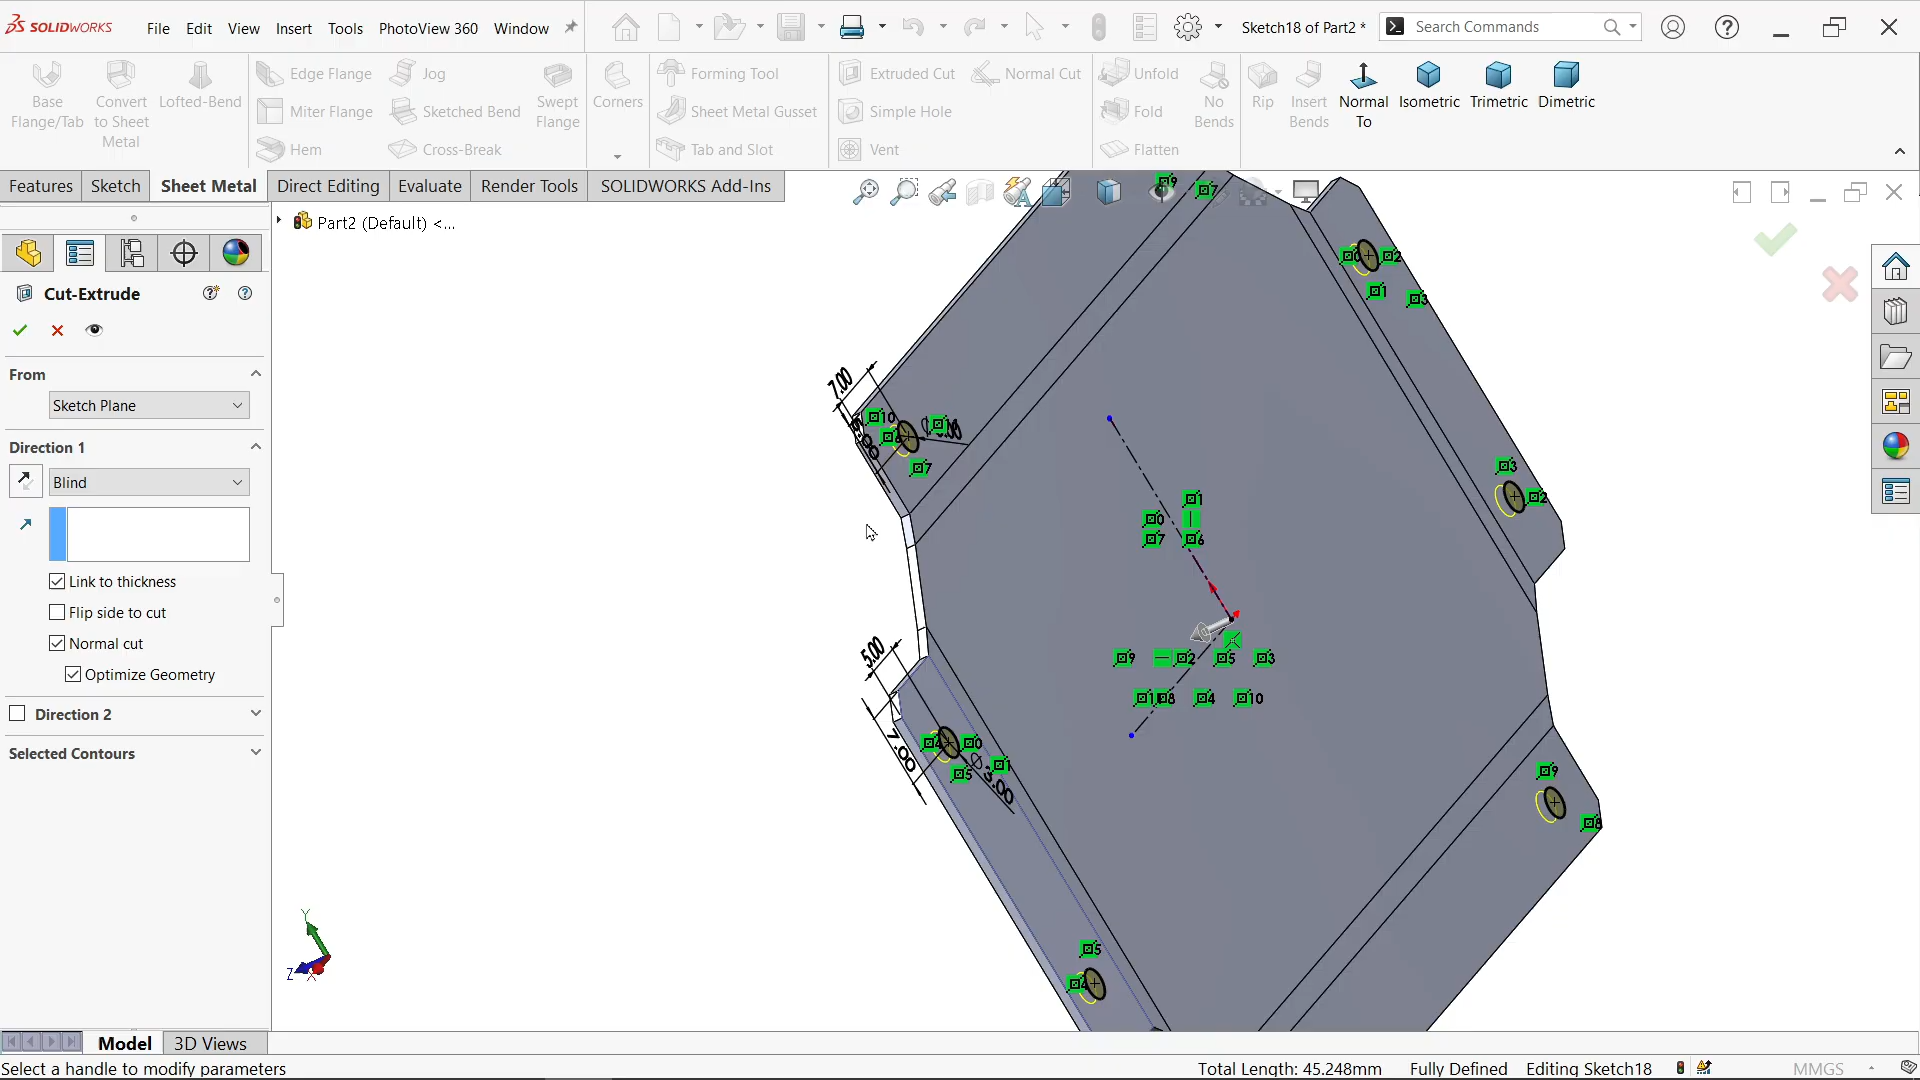 SOLIDWORKS
File Edit View Insert Tools PhotoView 360 Window
Sketch18 of Part2 *
Search Commands
Base Flange/Tab
Convert to Sheet Metal
Lofted-Bend
Edge Flange
Miter Flange
Hem
Jog
Sketched Bend
Cross-Break
Swept Flange
Corners
Forming Tool
Sheet Metal Gusset
Tab and Slot
Extruded Cut
Simple Hole
Vent
Normal Cut
Unfold
Fold
Flatten
No Bends
Rip
Insert Bends
Normal To
Isometric
Trimetric
Dimetric
Features Sketch Sheet Metal Direct Editing Evaluate Render Tools SOLIDWORKS Add-Ins
Part2 (Default) <...
Cut-Extrude
From
Sketch Plane
Direction 1
Blind
Link to thickness
Flip side to cut
Normal cut
Optimize Geometry
Direction 2
Selected Contours
7.00
5.00
7.00
Y
Z
X
Model 3D Views
Select a handle to modify parameters
Total Length: 45.248mm Fully Defined Editing Sketch18 MMGS